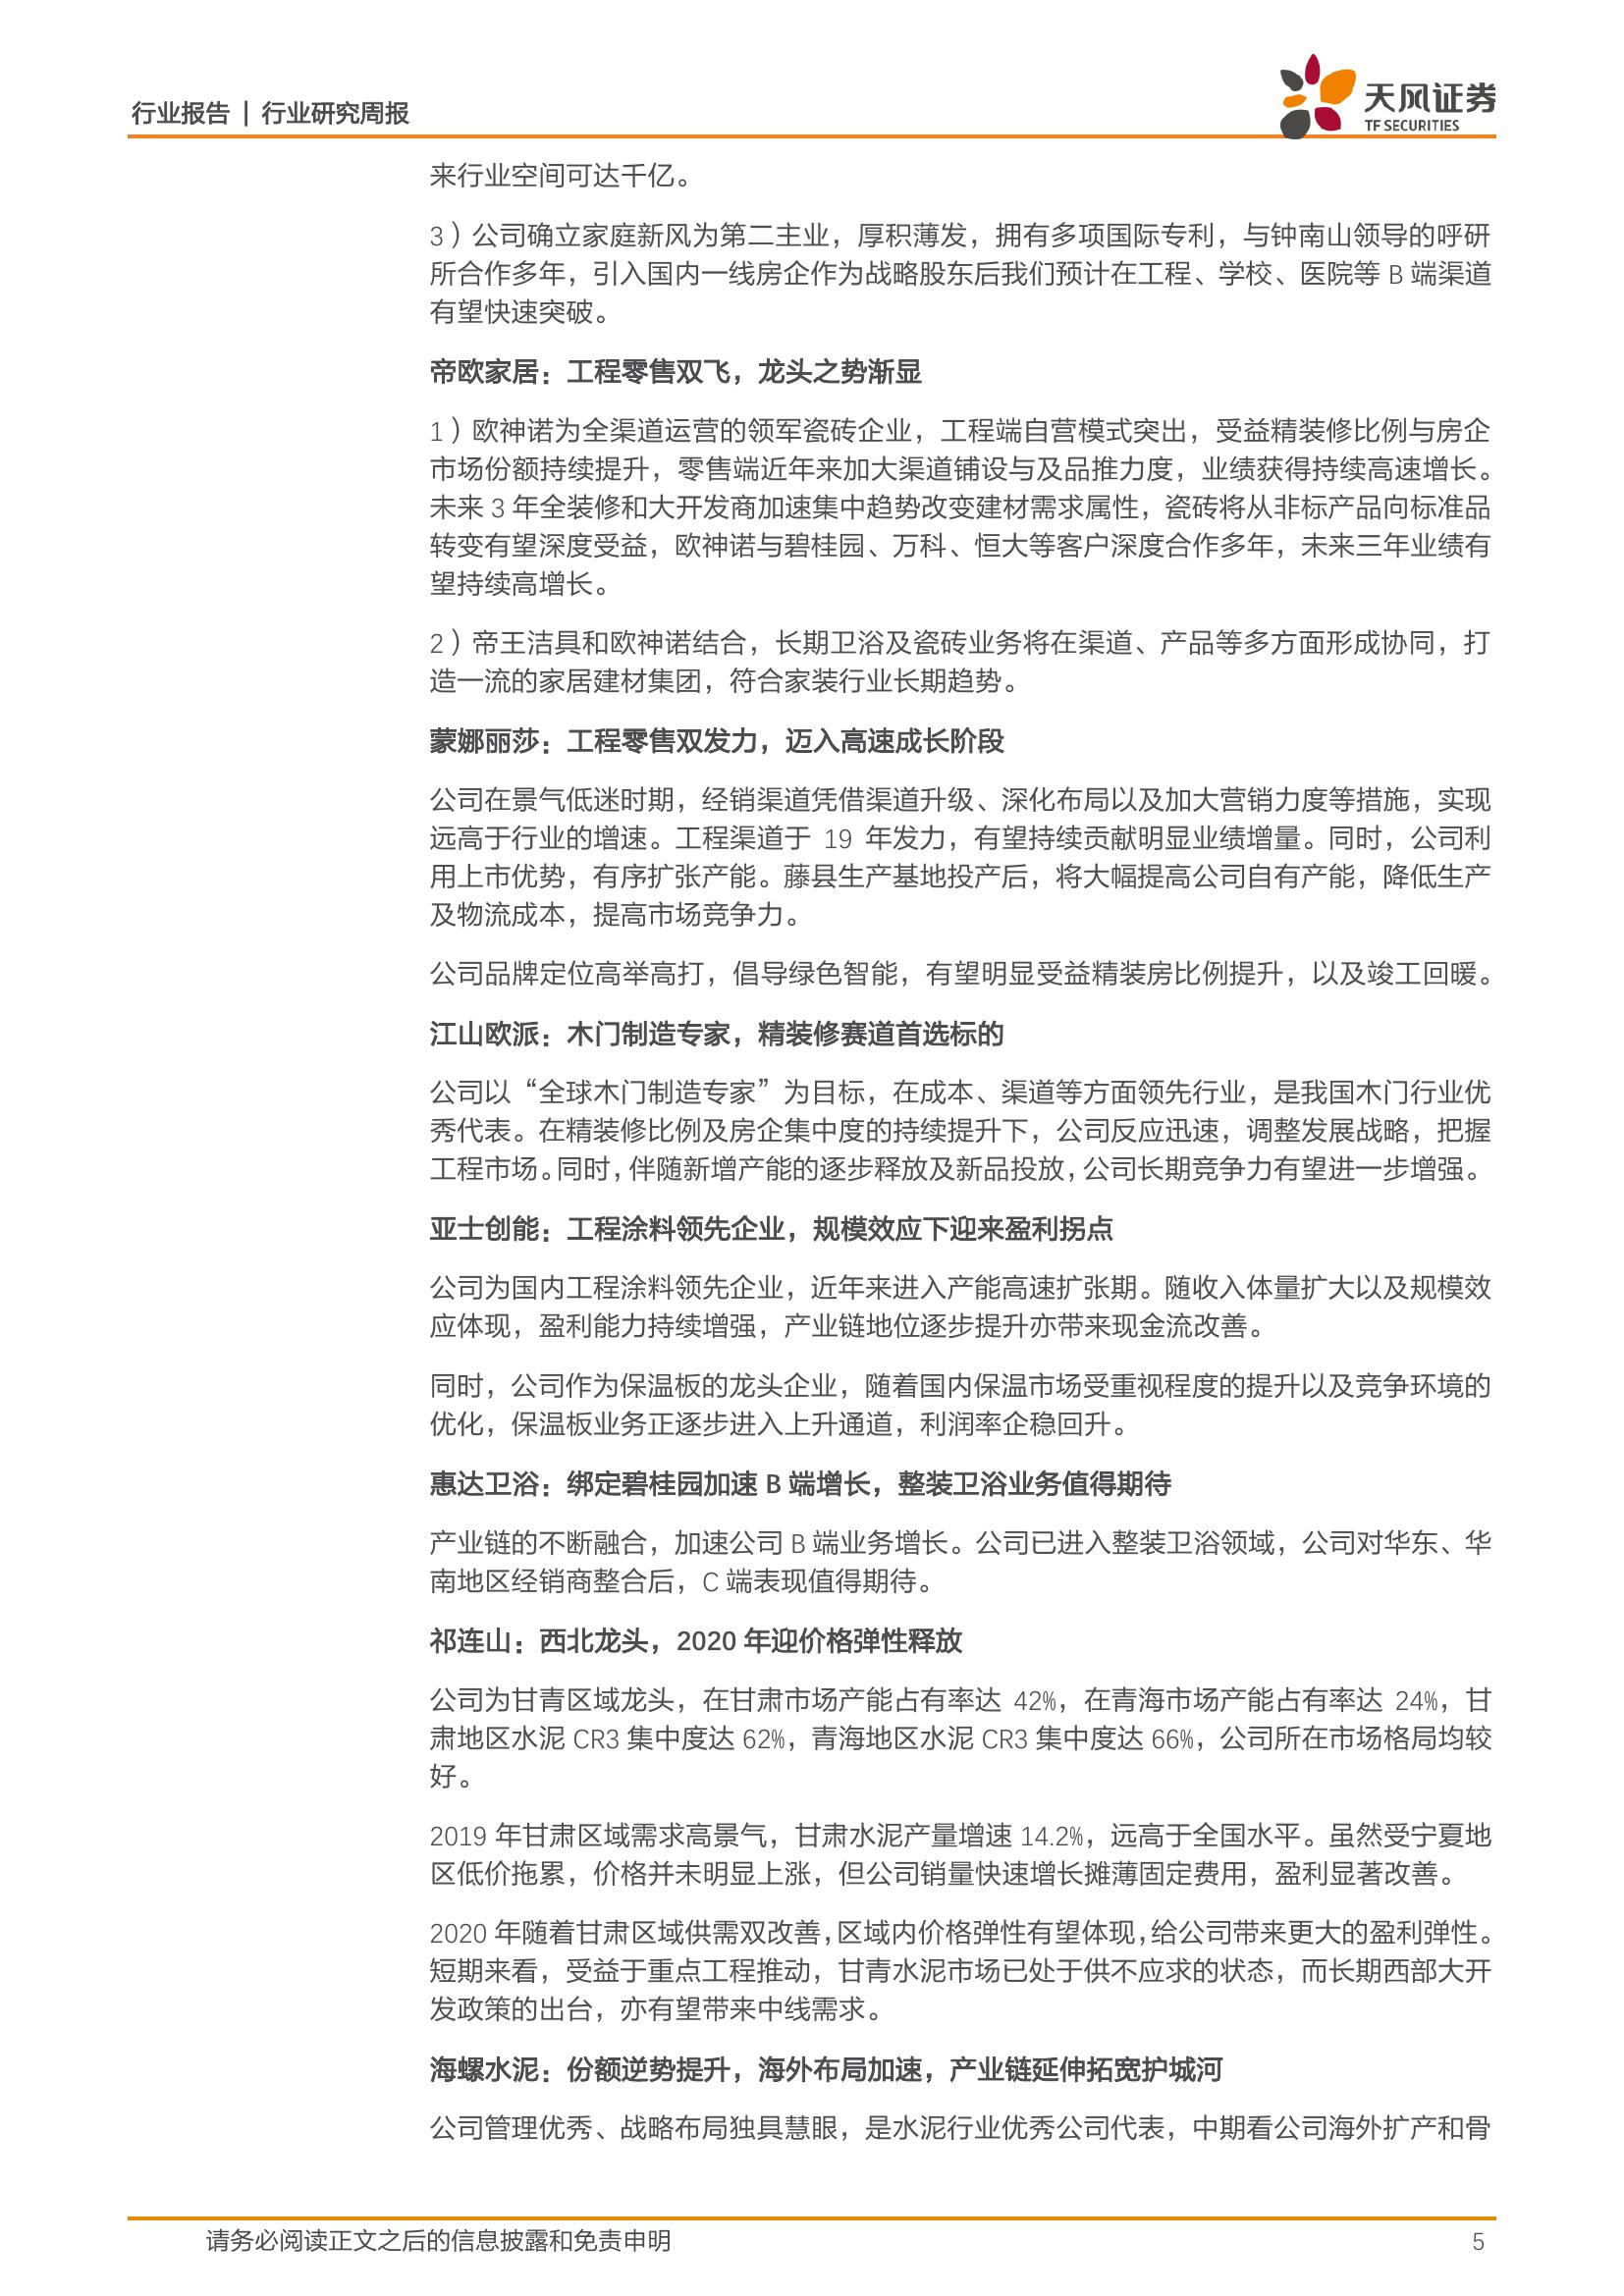 行业报告 | 行业研究周报
天风证券
TF SECURITIES
来行业空间可达千亿。
3）公司确立家庭新风为第二主业，厚积薄发，拥有多项国际专利，与钟南山领导的呼研
所合作多年，引入国内一线房企作为战略股东后我们预计在工程、学校、医院等 B 端渠道
有望快速突破。
帝欧家居：工程零售双飞，龙头之势渐显
1）欧神诺为全渠道运营的领军瓷砖企业，工程端自营模式突出，受益精装修比例与房企
市场份额持续提升，零售端近年来加大渠道铺设与及品推力度，业绩获得持续高速增长。
未来 3 年全装修和大开发商加速集中趋势改变建材需求属性，瓷砖将从非标产品向标准品
转变有望深度受益，欧神诺与碧桂园、万科、恒大等客户深度合作多年，未来三年业绩有
望持续高增长。
2）帝王洁具和欧神诺结合，长期卫浴及瓷砖业务将在渠道、产品等多方面形成协同，打
造一流的家居建材集团，符合家装行业长期趋势。
蒙娜丽莎：工程零售双发力，迈入高速成长阶段
公司在景气低迷时期，经销渠道凭借渠道升级、深化布局以及加大营销力度等措施，实现
远高于行业的增速。工程渠道于 19 年发力，有望持续贡献明显业绩增量。同时，公司利
用上市优势，有序扩张产能。藤县生产基地投产后，将大幅提高公司自有产能，降低生产
及物流成本，提高市场竞争力。
公司品牌定位高举高打，倡导绿色智能，有望明显受益精装房比例提升，以及竣工回暖。
江山欧派：木门制造专家，精装修赛道首选标的
公司以“全球木门制造专家”为目标，在成本、渠道等方面领先行业，是我国木门行业优
秀代表。在精装修比例及房企集中度的持续提升下，公司反应迅速，调整发展战略，把握
工程市场。同时，伴随新增产能的逐步释放及新品投放，公司长期竞争力有望进一步增强。
亚士创能：工程涂料领先企业，规模效应下迎来盈利拐点
公司为国内工程涂料领先企业，近年来进入产能高速扩张期。随收入体量扩大以及规模效
应体现，盈利能力持续增强，产业链地位逐步提升亦带来现金流改善。
同时，公司作为保温板的龙头企业，随着国内保温市场受重视程度的提升以及竞争环境的
优化，保温板业务正逐步进入上升通道，利润率企稳回升。
惠达卫浴：绑定碧桂园加速 B 端增长，整装卫浴业务值得期待
产业链的不断融合，加速公司 B 端业务增长。公司已进入整装卫浴领域，公司对华东、华
南地区经销商整合后，C 端表现值得期待。
祁连山：西北龙头，2020 年迎价格弹性释放
公司为甘青区域龙头，在甘肃市场产能占有率达 42%，在青海市场产能占有率达 24%，甘
肃地区水泥 CR3 集中度达 62%，青海地区水泥 CR3 集中度达 66%，公司所在市场格局均较
好。
2019 年甘肃区域需求高景气，甘肃水泥产量增速 14.2%，远高于全国水平。虽然受宁夏地
区低价拖累，价格并未明显上涨，但公司销量快速增长摊薄固定费用，盈利显著改善。
2020 年随着甘肃区域供需双改善，区域内价格弹性有望体现，给公司带来更大的盈利弹性。
短期来看，受益于重点工程推动，甘青水泥市场已处于供不应求的状态，而长期西部大开
发政策的出台，亦有望带来中线需求。
海螺水泥：份额逆势提升，海外布局加速，产业链延伸拓宽护城河
公司管理优秀、战略布局独具慧眼，是水泥行业优秀公司代表，中期看公司海外扩产和骨
请务必阅读正文之后的信息披露和免责申明
5